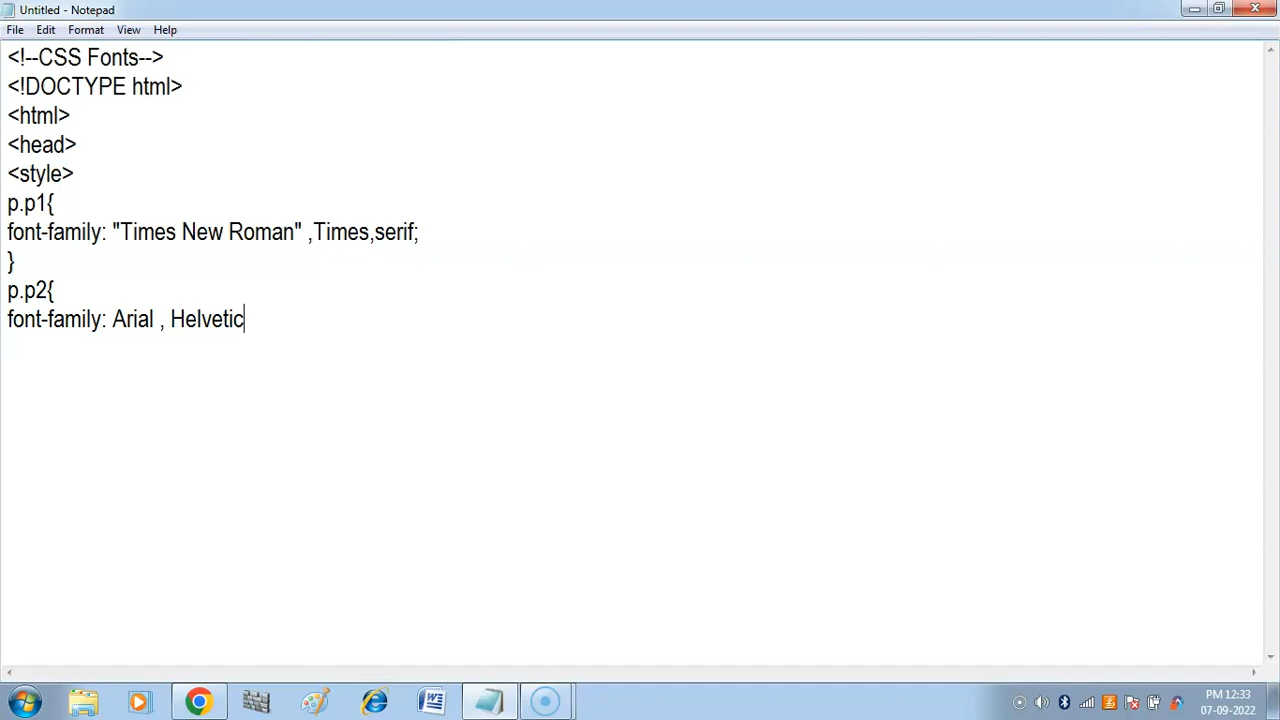 Untitled - Notepad
File Edit Format View Help
<!--CSS Fonts-->
<!DOCTYPE html>
<html>
<head>
<style>
p.p1{
font-family: "Times New Roman" ,Times,serif;
}
p.p2{
font-family: Arial , Helvetic
PM 12:33
07-09-2022